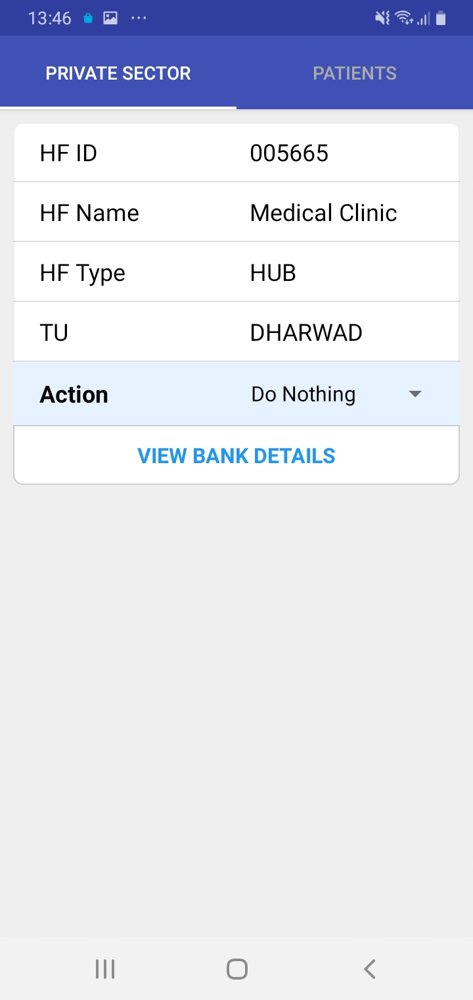 13:46
PRIVATE SECTOR PATIENTS
HF ID 005665
HF Name Medical Clinic
HF Type HUB
TU DHARWAD
Action Do Nothing
VIEW BANK DETAILS